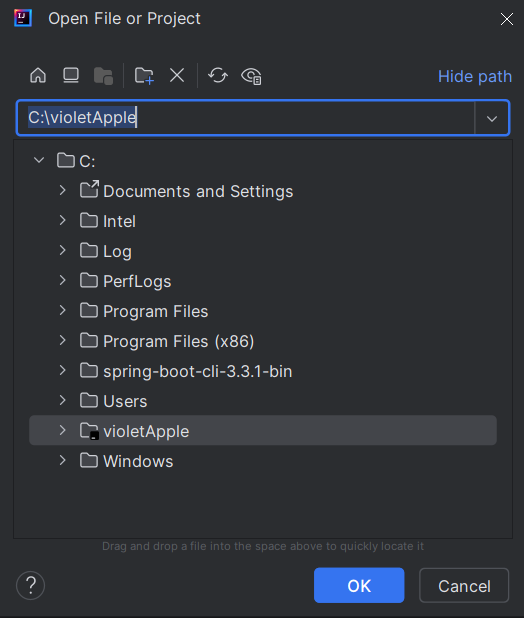 Open File or Project
Hide path
C:\violetApple
C:
Documents and Settings
Intel
Log
PerfLogs
Program Files
Program Files (x86)
spring-boot-cli-3.3.1-bin
Users
violetApple
Windows
Drag and drop a file into the space above to quickly locate it
? OK Cancel